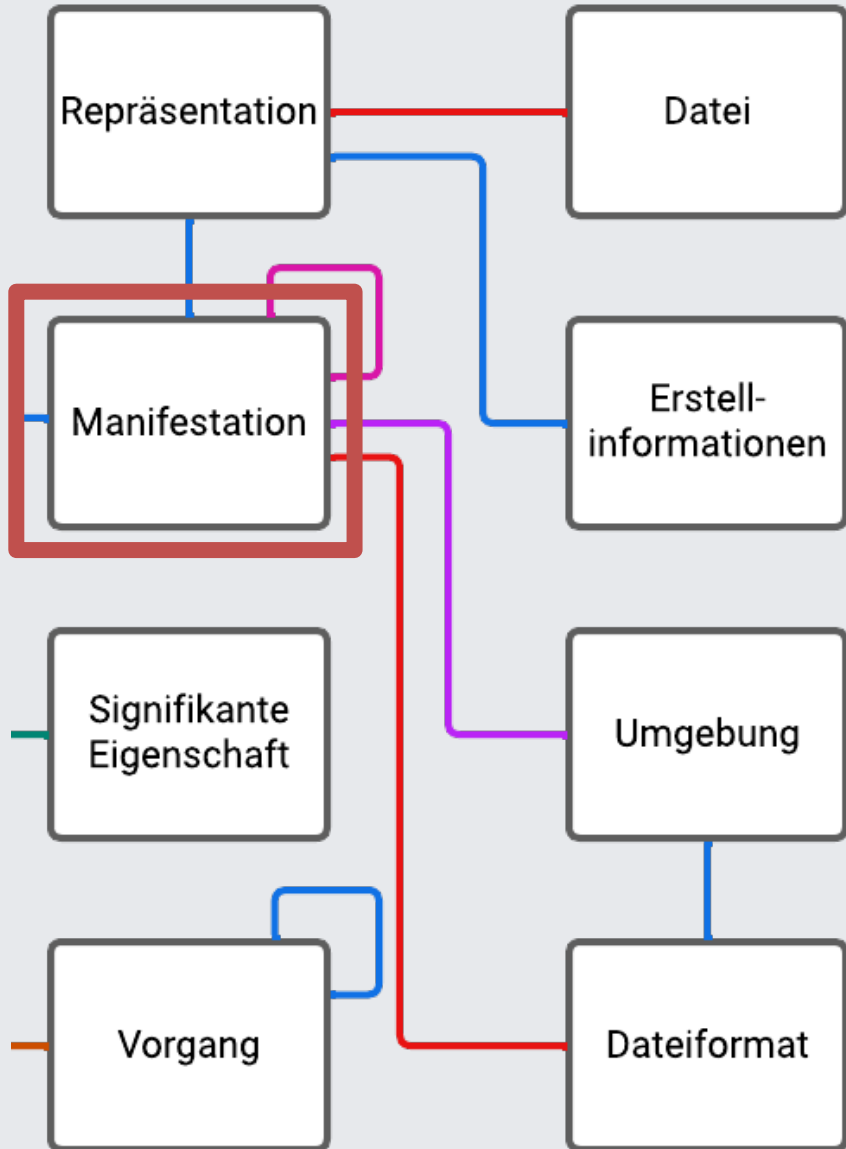 Repräsentation
Datei
Manifestation
Erstell-
informationen
Signifikante
Eigenschaft
Umgebung
Vorgang
Dateiformat